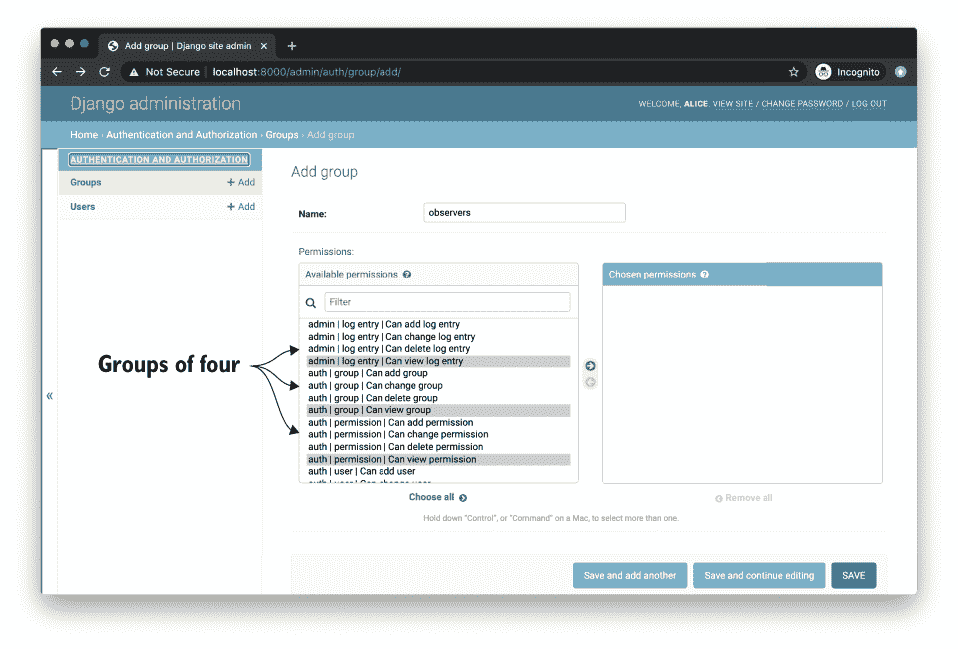 Add group | Django site admin
Not Secure | localhost:8000/admin/auth/group/add/
Incognito
Django administration
WELCOME, ALICE. VIEW SITE / CHANGE PASSWORD / LOG OUT
Home › Authentication and Authorization › Groups › Add group
AUTHENTICATION AND AUTHORIZATION
Groups
+ Add
Users
+ Add
«
Add group
Name:
observers
Permissions:
Available permissions
Filter
admin | log entry | Can add log entry
admin | log entry | Can change log entry
admin | log entry | Can delete log entry
admin | log entry | Can view log entry
auth | group | Can add group
auth | group | Can change group
auth | group | Can delete group
auth | group | Can view group
auth | permission | Can add permission
auth | permission | Can change permission
auth | permission | Can delete permission
auth | permission | Can view permission
auth | user | Can add user
auth | user | Can change user
Choose all
Chosen permissions
Remove all
Hold down "Control", or "Command" on a Mac, to select more than one.
Groups of four
Save and add another
Save and continue editing
SAVE